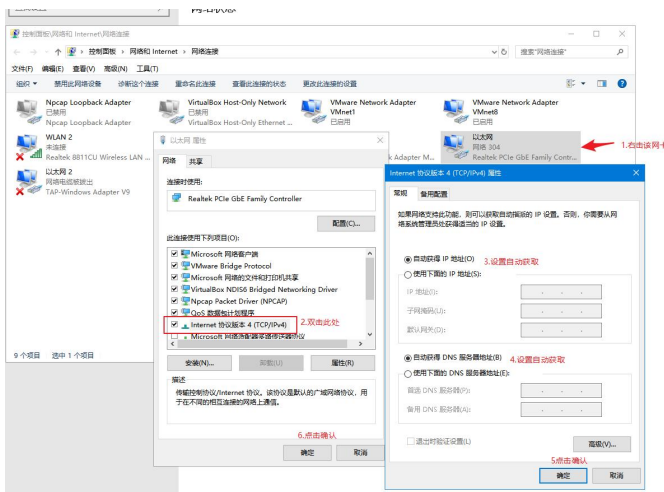 网络状态
控制面板\网络和 Internet\网络连接
控制面板 › 网络和 Internet › 网络连接
搜索"网络连接"
文件(F) 编辑(E) 查看(V) 高级(N) 工具(T)
组织 禁用此网络设备 诊断这个连接 重命名此连接 查看此连接的状态 更改此连接的设置
Npcap Loopback Adapter
已禁用
Npcap Loopback Adapter
VirtualBox Host-Only Network
已禁用
VirtualBox Host-Only Ethernet ...
VMware Network Adapter
VMnet1
已启用
VMware Network Adapter
VMnet8
已启用
WLAN 2
未连接
Realtek 8811CU Wireless LAN ...
以太网
网络 304
Realtek PCIe GbE Family Contr...
1.右击该网卡
k Adapter M...
以太网 2
网络电缆被拔出
TAP-Windows Adapter V9
9 个项目 选中 1 个项目
以太网 属性
网络 共享
连接时使用:
Realtek PCIe GbE Family Controller
配置(C)...
此连接使用下列项目(O):
Microsoft 网络客户端
VMware Bridge Protocol
Microsoft 网络的文件和打印机共享
VirtualBox NDIS6 Bridged Networking Driver
Npcap Packet Driver (NPCAP)
QoS 数据包计划程序
Internet 协议版本 4 (TCP/IPv4)
2.双击此处
Microsoft 网络适配器多路传送器协议
安装(N)... 卸载(U) 属性(R)
描述
传输控制协议/Internet 协议。该协议是默认的广域网络协议，用
于在不同的相互连接的网络上通信。
6.点击确认
确定 取消
Internet 协议版本 4 (TCP/IPv4) 属性
常规 备用配置
如果网络支持此功能，则可以获取自动指派的 IP 设置。否则，你需要从网
络系统管理员处获得适当的 IP 设置。
自动获得 IP 地址(O)
3.设置自动获取
使用下面的 IP 地址(S):
IP 地址(I):
子网掩码(U):
默认网关(D):
自动获得 DNS 服务器地址(B)
4.设置自动获取
使用下面的 DNS 服务器地址(E):
首选 DNS 服务器(P):
备用 DNS 服务器(A):
退出时验证设置(L)
高级(V)...
5点击确认
确定 取消